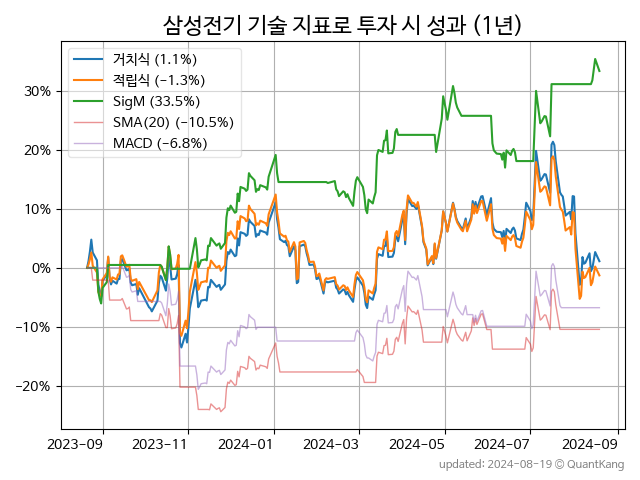 삼성전기 기술 지표로 투자 시 성과 (1년)
거치식 (1.1%)
적립식 (−1.3%)
SigM (33.5%)
SMA(20) (−10.5%)
MACD (−6.8%)
30%
20%
10%
0%
−10%
−20%
2023-09 2023-11 2024-01 2024-03 2024-05 2024-07 2024-09
updated: 2024-08-19 © QuantKang